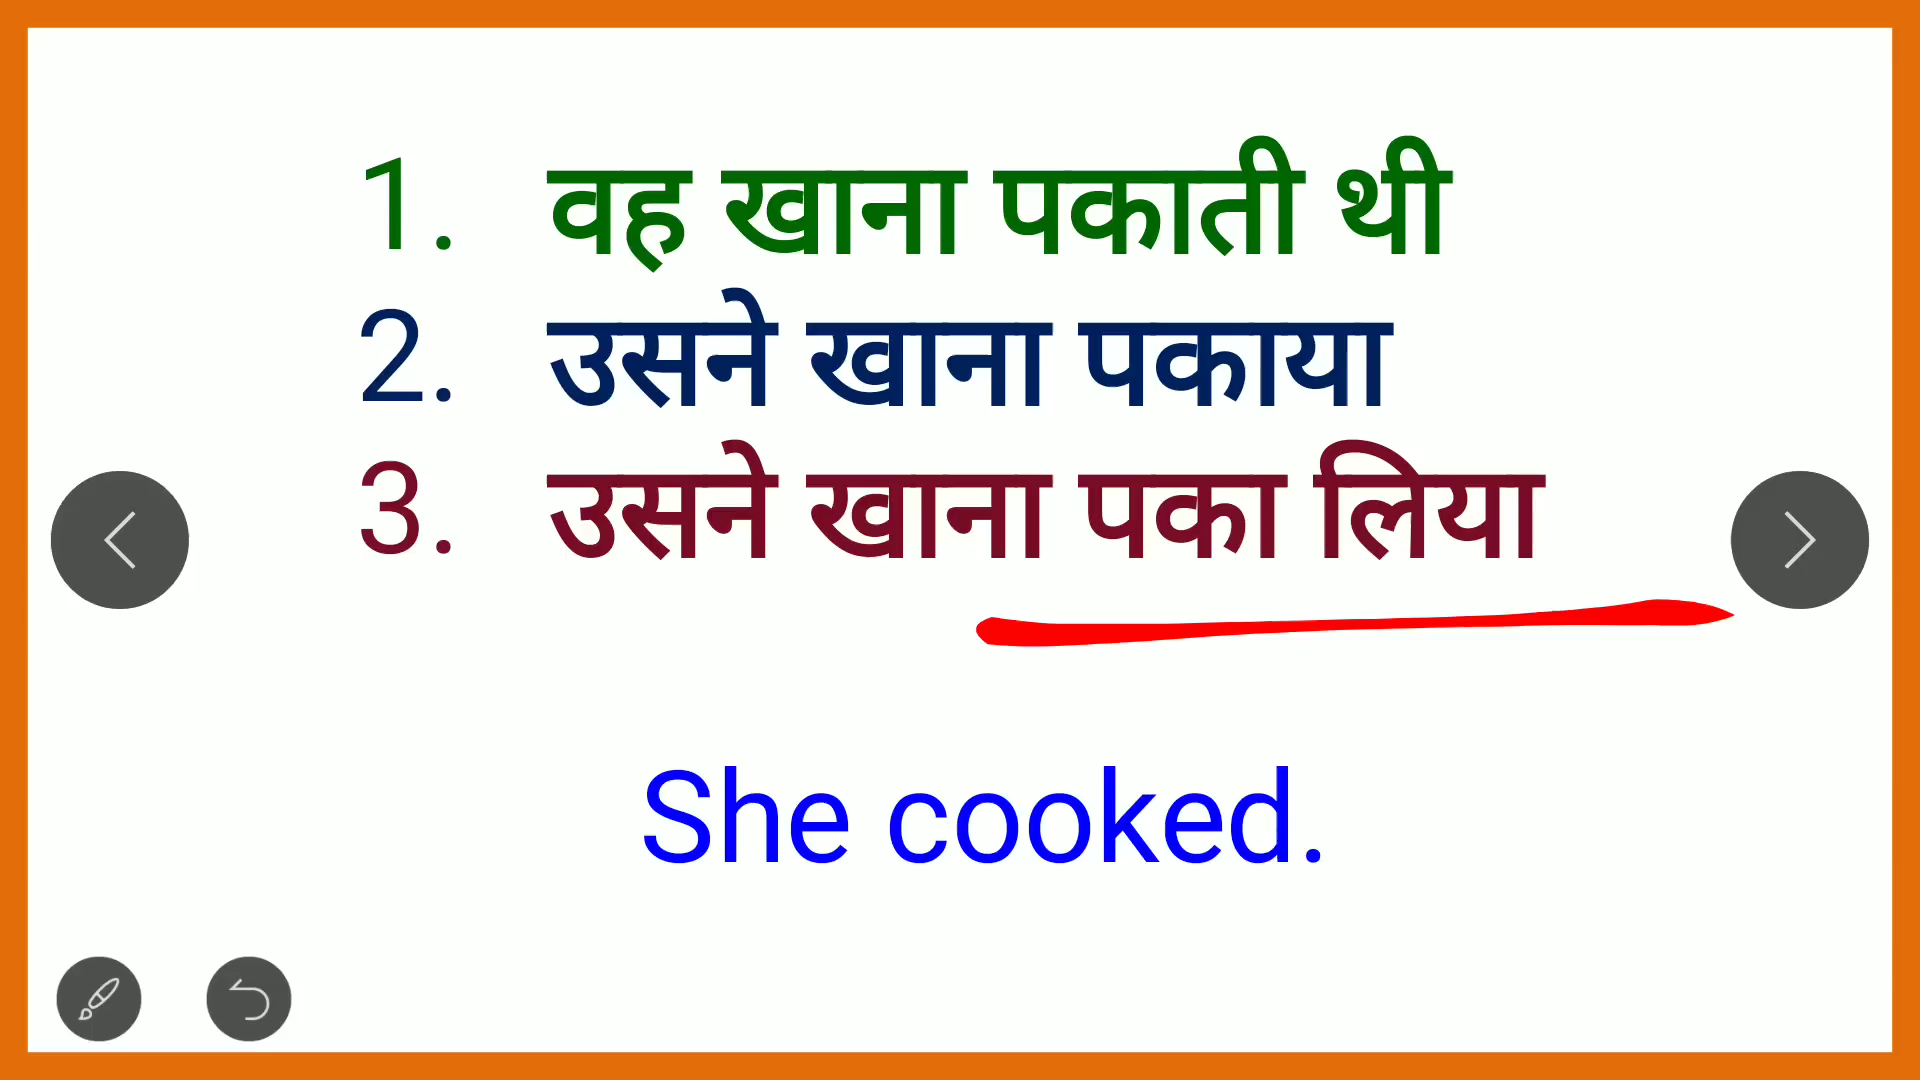 1. वह खाना पकाती थी
2. उसने खाना पकाया
3. उसने खाना पका लिया
She cooked.